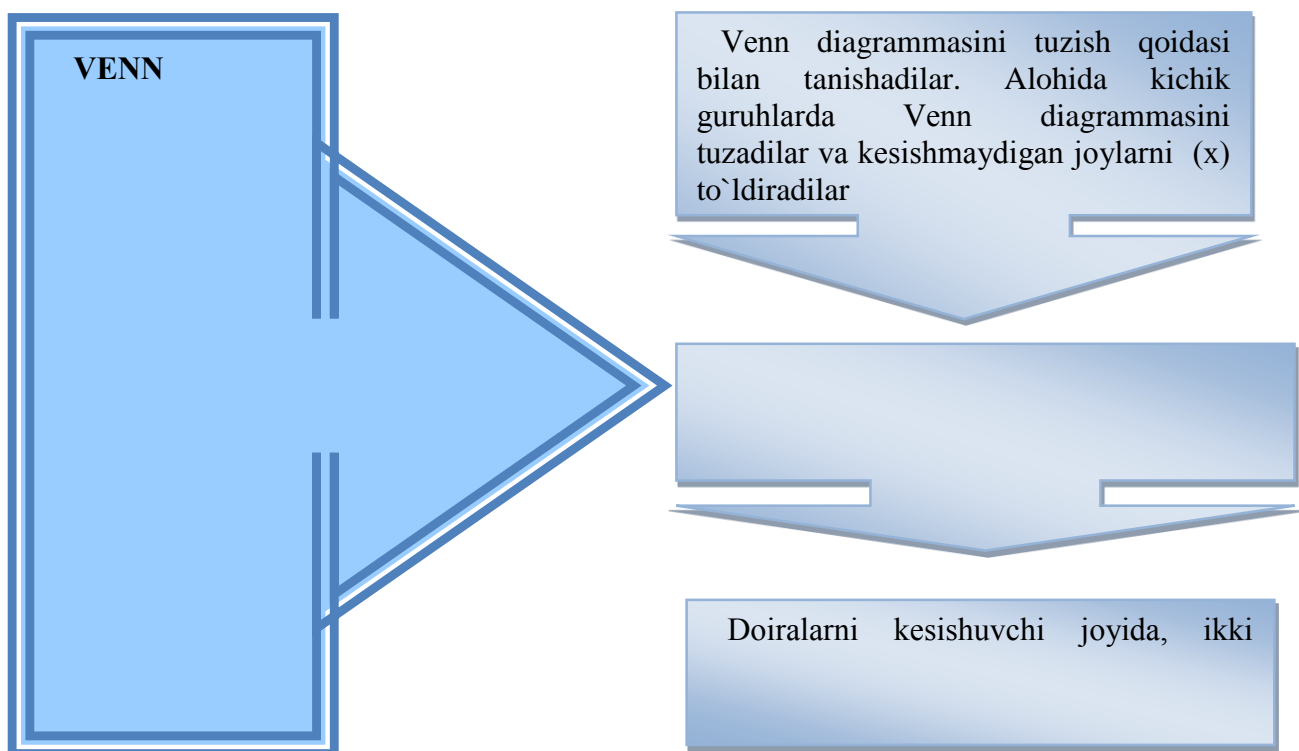 VENN
Venn diagrammasini tuzish qoidasi
bilan tanishadilar. Alohida kichik
guruhlarda Venn diagrammasini
tuzadilar va kesishmaydigan joylarni (x)
to`ldiradilar
Doiralarni kesishuvchi joyida, ikki